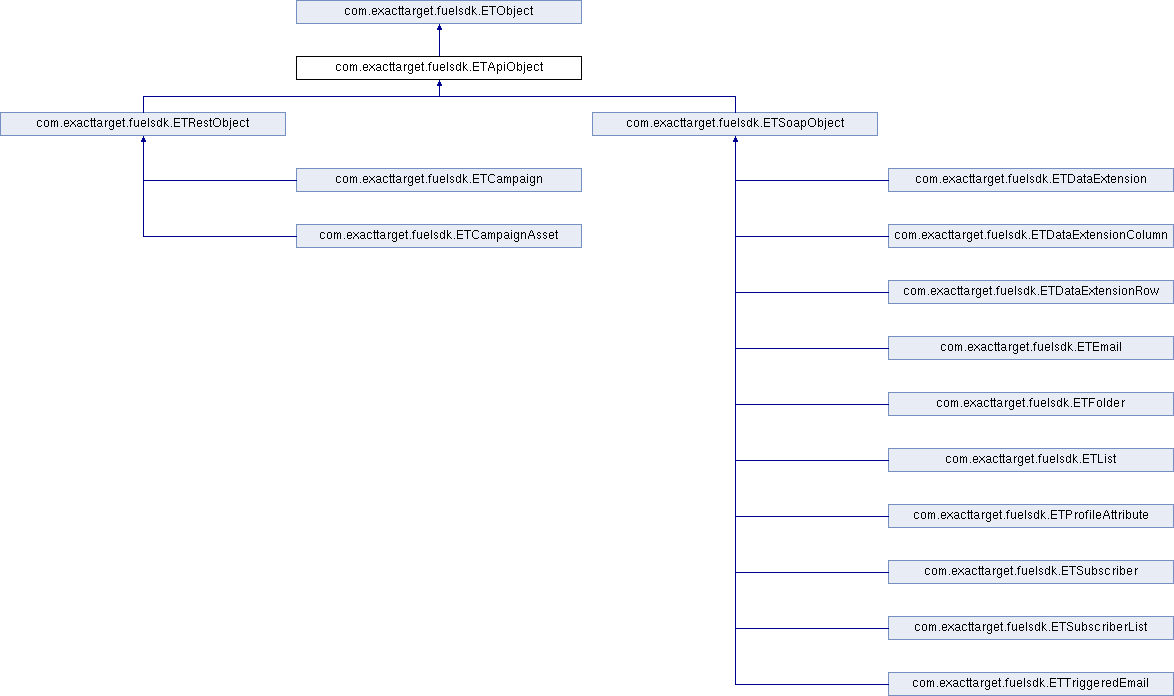 com.exacttarget.fuelsdk.ETObject
com.exacttarget.fuelsdk.ETApiObject
com.exacttarget.fuelsdk.ETRestObject
com.exacttarget.fuelsdk.ETSoapObject
com.exacttarget.fuelsdk.ETCampaign
com.exacttarget.fuelsdk.ETDataExtension
com.exacttarget.fuelsdk.ETCampaignAsset
com.exacttarget.fuelsdk.ETDataExtensionColumn
com.exacttarget.fuelsdk.ETDataExtensionRow
com.exacttarget.fuelsdk.ETEmail
com.exacttarget.fuelsdk.ETFolder
com.exacttarget.fuelsdk.ETList
com.exacttarget.fuelsdk.ETProfileAttribute
com.exacttarget.fuelsdk.ETSubscriber
com.exacttarget.fuelsdk.ETSubscriberList
com.exacttarget.fuelsdk.ETTriggeredEmail